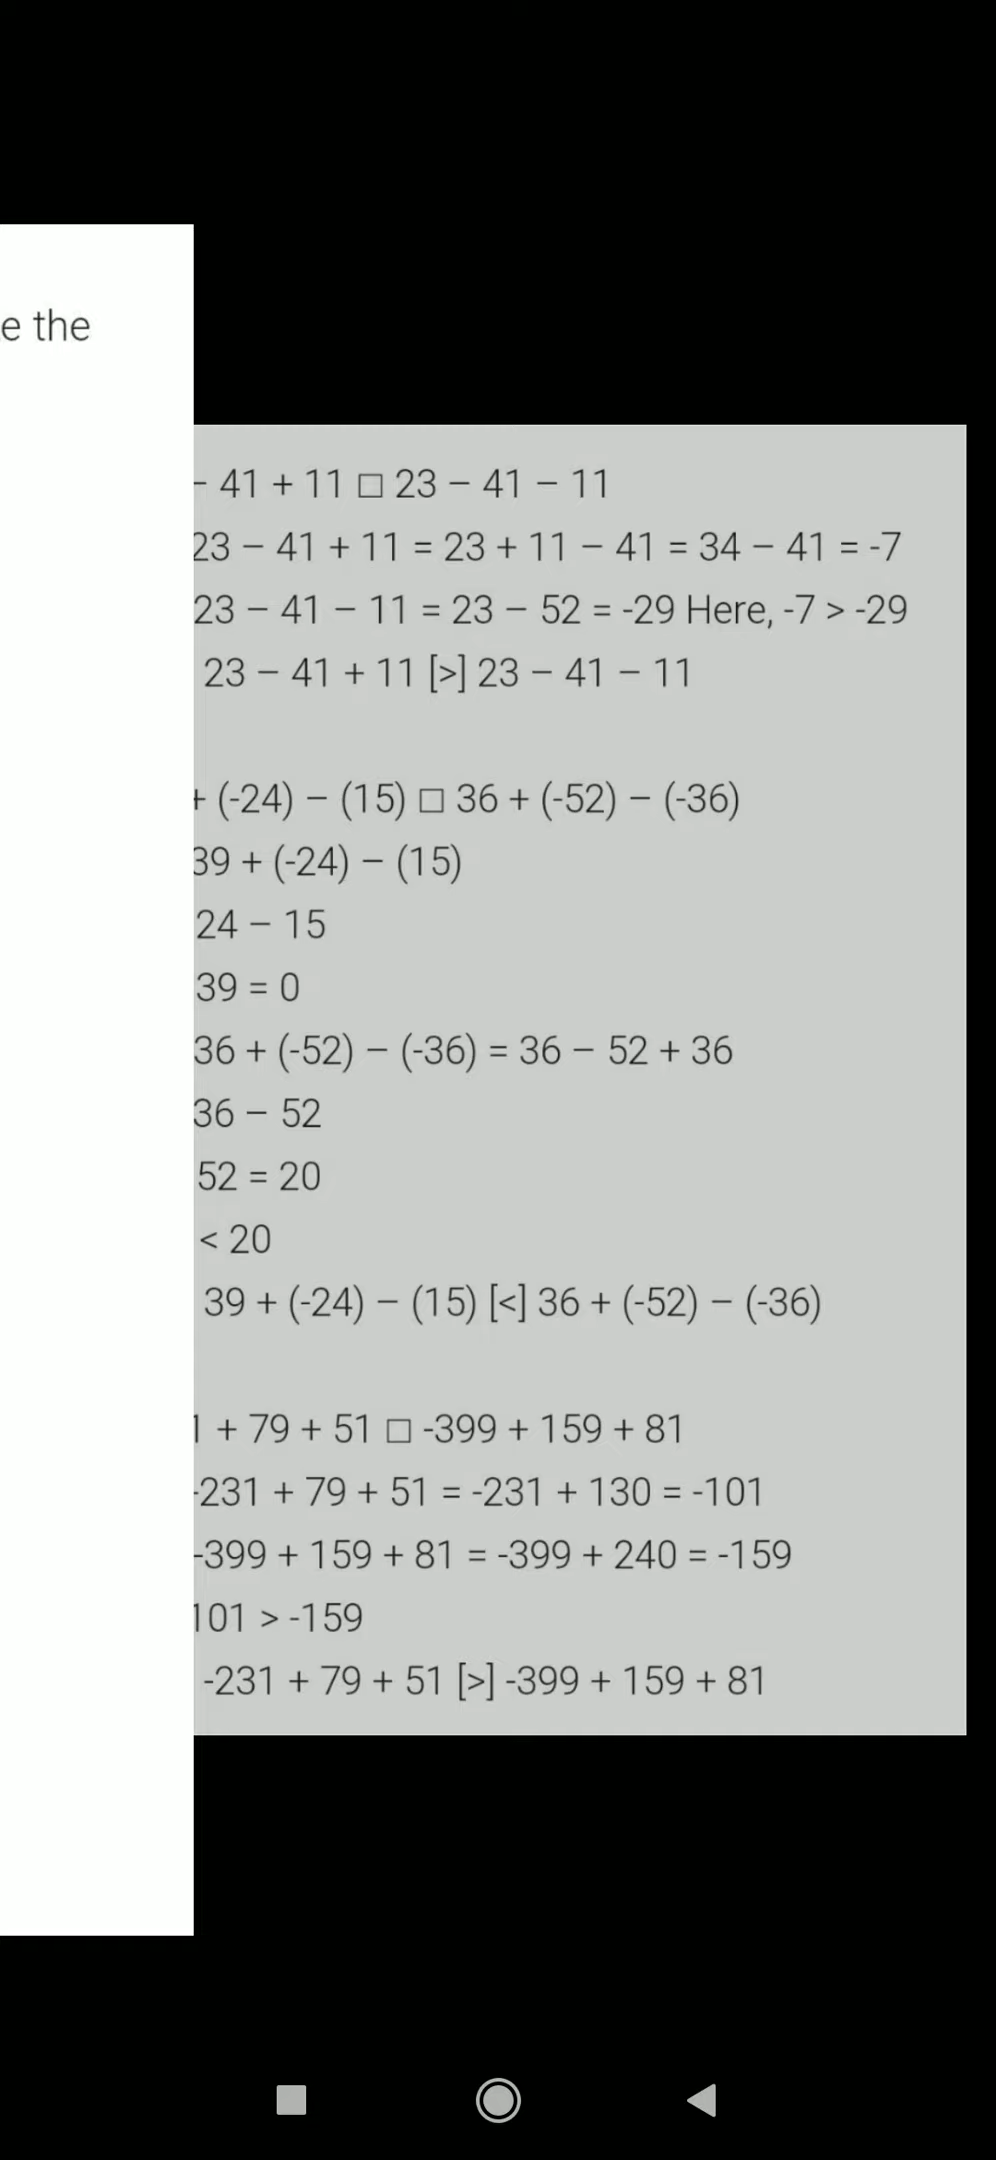 e the
– 41 + 11 □ 23 – 41 – 11
23 – 41 + 11 = 23 + 11 – 41 = 34 – 41 = -7
23 – 41 – 11 = 23 – 52 = -29 Here, -7 > -29
23 – 41 + 11 [>] 23 – 41 – 11
+ (-24) – (15) □ 36 + (-52) – (-36)
39 + (-24) – (15)
24 – 15
39 = 0
36 + (-52) – (-36) = 36 – 52 + 36
36 – 52
52 = 20
< 20
39 + (-24) – (15) [<] 36 + (-52) – (-36)
1 + 79 + 51 □ -399 + 159 + 81
-231 + 79 + 51 = -231 + 130 = -101
-399 + 159 + 81 = -399 + 240 = -159
101 > -159
-231 + 79 + 51 [>] -399 + 159 + 81